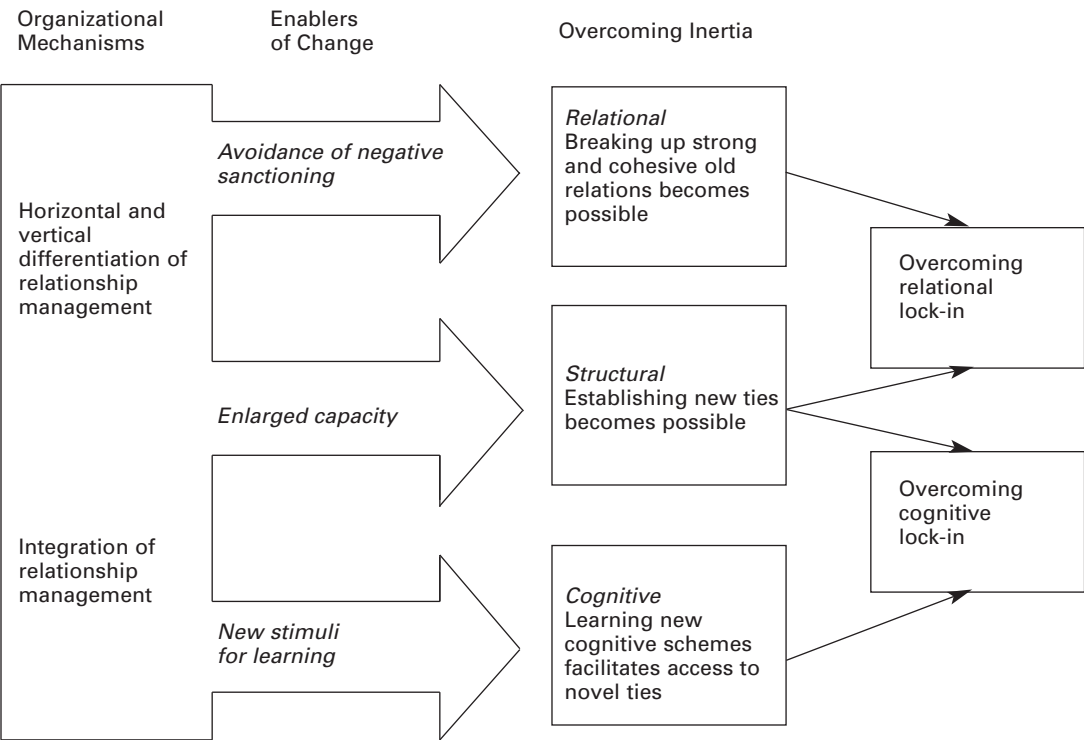 Organizational
Mechanisms
Enablers
of Change
Overcoming Inertia
Horizontal and
vertical
differentiation of
relationship
management
Integration of
relationship
management
Avoidance of negative
sanctioning
Enlarged capacity
New stimuli
for learning
Relational
Breaking up strong
and cohesive old
relations becomes
possible
Structural
Establishing new ties
becomes possible
Cognitive
Learning new
cognitive schemes
facilitates access to
novel ties
Overcoming
relational
lock-in
Overcoming
cognitive
lock-in